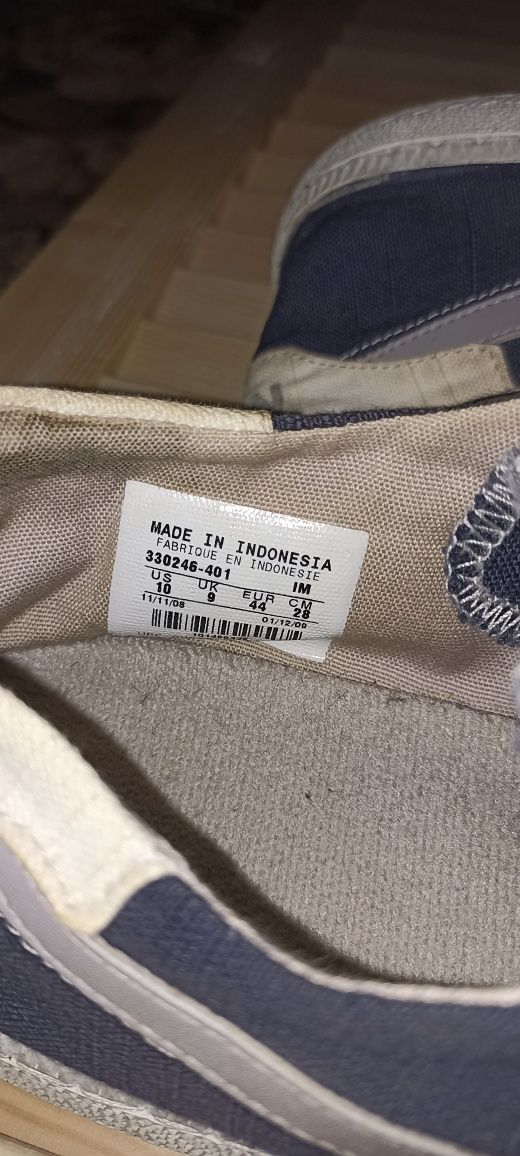 MADE IN INDONESIA
FABRIQUE EN INDONESIE
330246-401 IM
US UK EUR CM
10 9 44 28
11/11/08 01/12/09